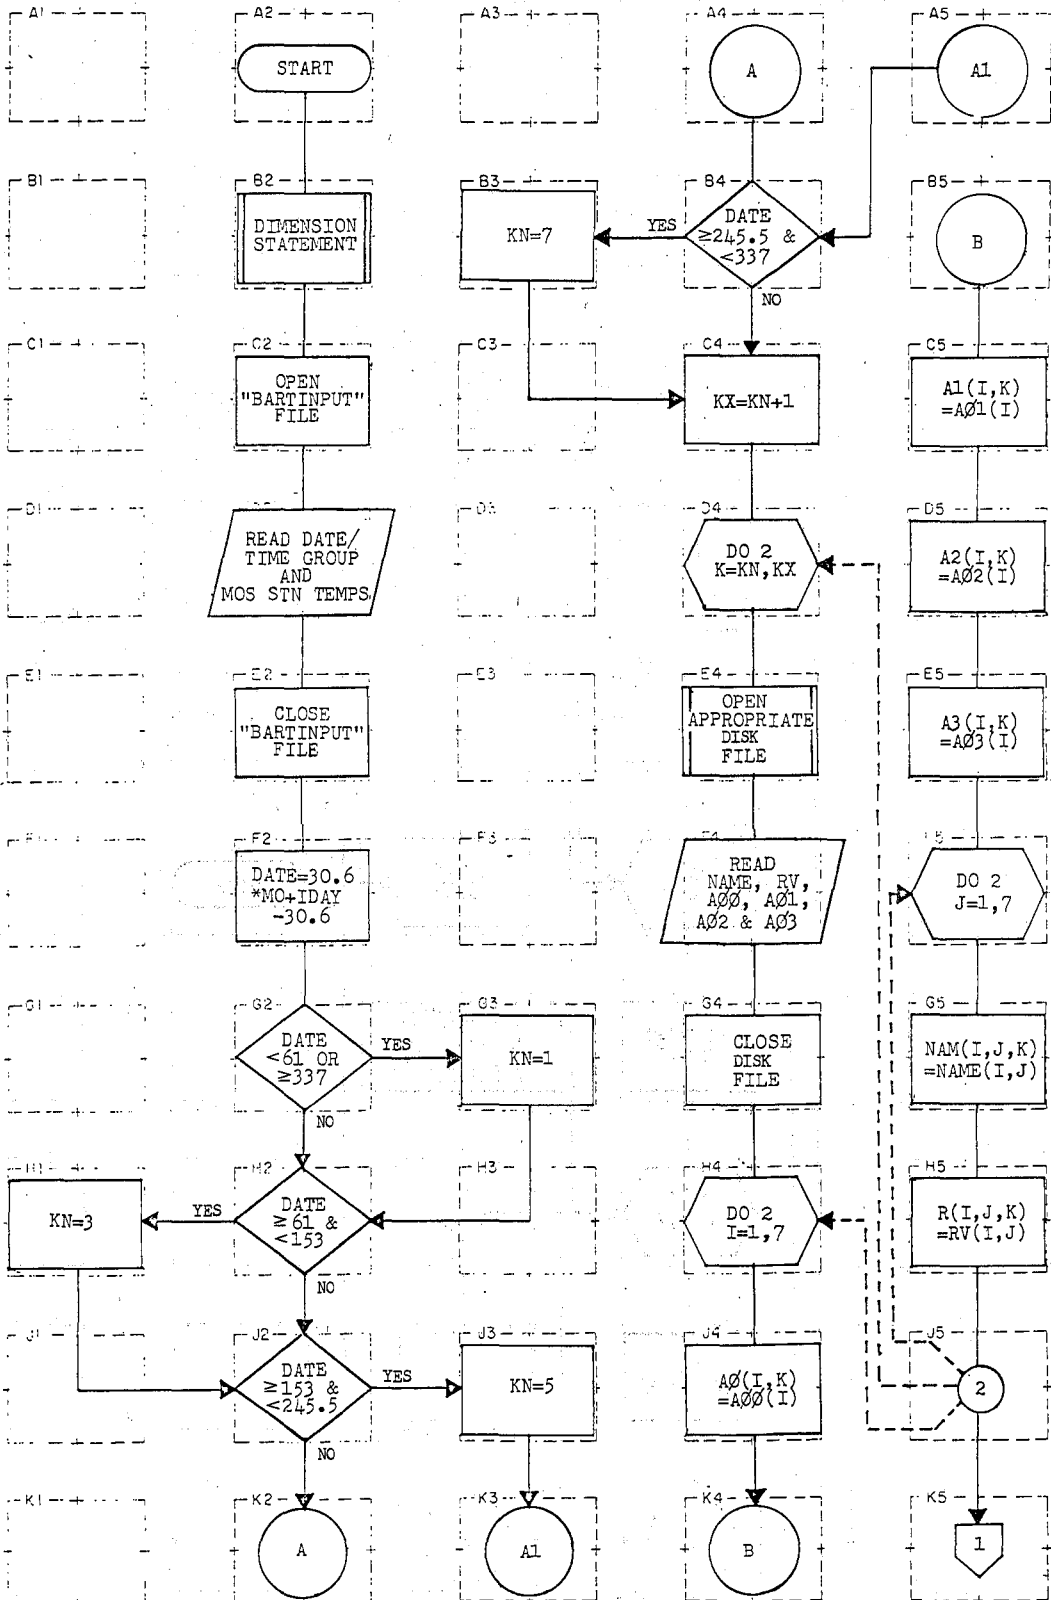 A1
A2
A3
A4
A5
START
A
A1
B1
B2
B3
B4
B5
DIMENSION
STATEMENT
KN=7
YES
DATE
≥245.5 &
<337
NO
B
C1
C2
C3
C4
C5
OPEN
"BARTINPUT"
FILE
KX=KN+1
A1(I,K)
=AØ1(I)
D1
D3
D4
D5
READ DATE/
TIME GROUP
AND
MOS STN TEMPS
DO 2
K=KN,KX
A2(I,K)
=AØ2(I)
E1
E2
E3
E4
E5
CLOSE
"BARTINPUT"
FILE
OPEN
APPROPRIATE
DISK
FILE
A3(I,K)
=AØ3(I)
F2
DATE=30.6
*MO+IDAY
-30.6
READ
NAME, RV,
AØØ, AØ1,
AØ2 & AØ3
DO 2
J=1,7
G1
G2
G3
G4
G5
DATE
<61 OR
≥337
YES
NO
KN=1
CLOSE
DISK
FILE
NAM(I,J,K)
=NAME(I,J)
H1
H2
H3
H4
H5
KN=3
YES
DATE
≥61 &
<153
NO
DO 2
I=1,7
R(I,J,K)
=RV(I,J)
J1
J2
J3
J4
J5
DATE
≥153 &
<245.5
YES
NO
KN=5
AØ(I,K)
=AØØ(I)
2
K1
K2
K3
K4
K5
A
A1
B
1